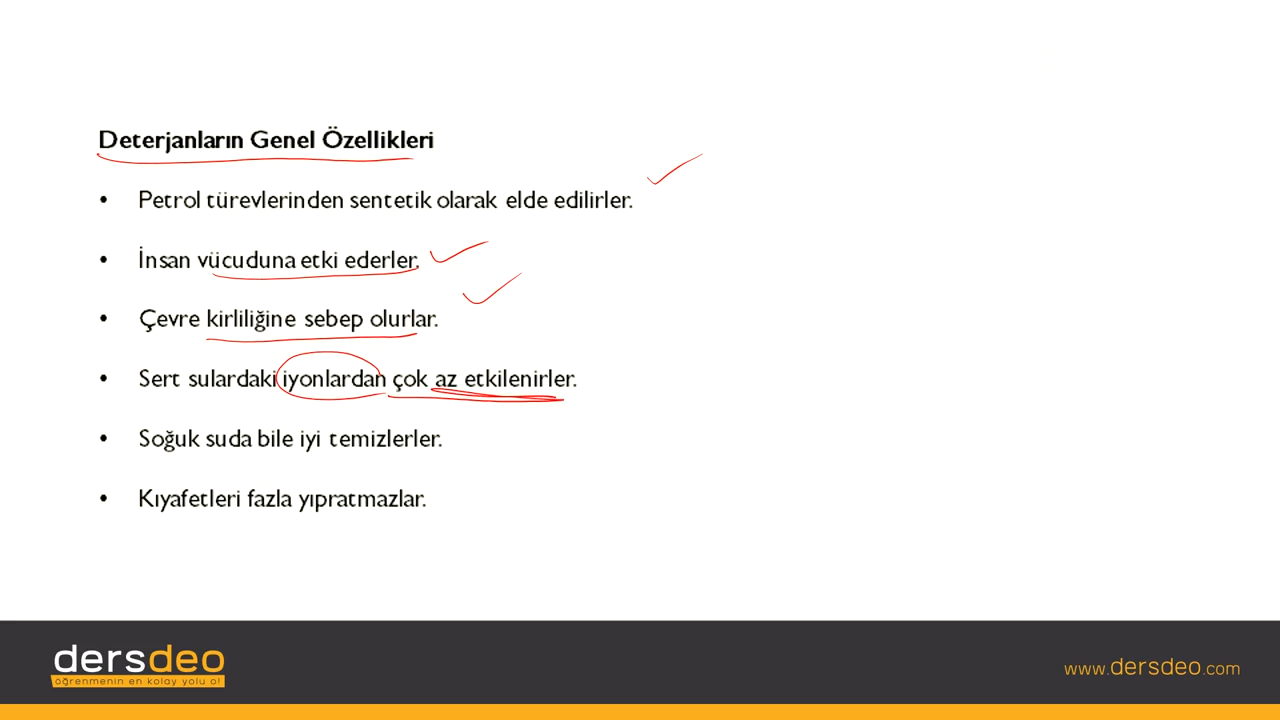 Deterjanların Genel Özellikleri
• Petrol türevlerinden sentetik olarak elde edilirler.
• İnsan vücuduna etki ederler.
• Çevre kirliliğine sebep olurlar.
• Sert sulardaki iyonlardan çok az etkilenirler.
• Soğuk suda bile iyi temizlerler.
• Kıyafetleri fazla yıpratmazlar.
dersdeo
öğrenmenin en kolay yolu o!
www.dersdeo.com